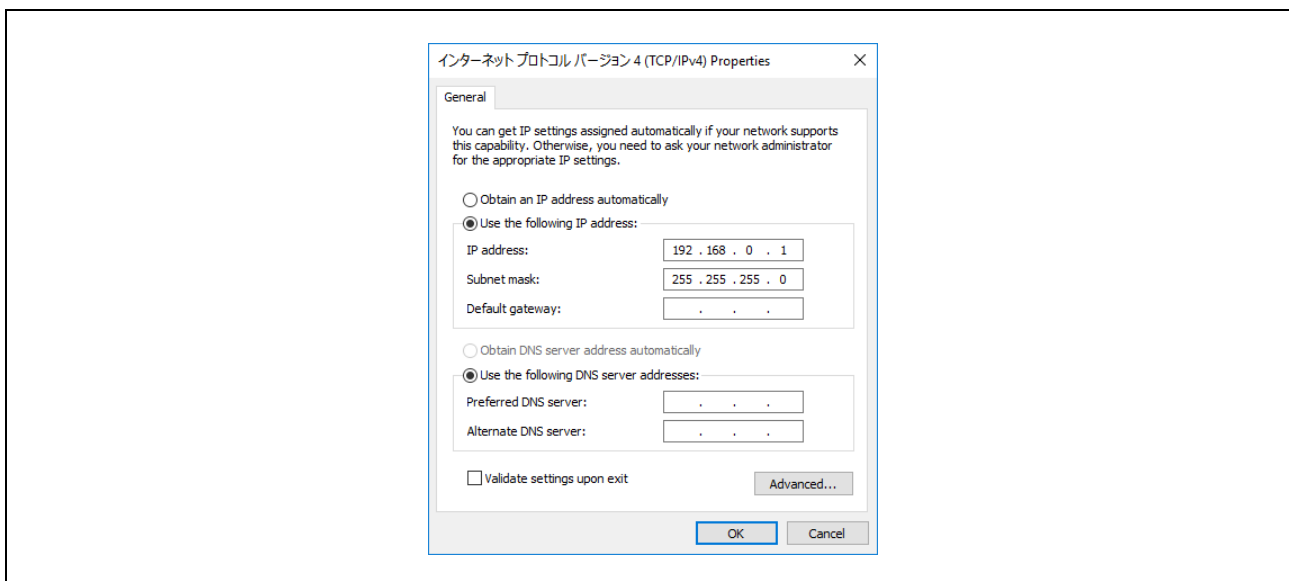 インターネット プロトコル バージョン 4 (TCP/IPv4) Properties
General
You can get IP settings assigned automatically if your network supports
this capability. Otherwise, you need to ask your network administrator
for the appropriate IP settings.
Obtain an IP address automatically
Use the following IP address:
IP address: 192 . 168 . 0 . 1
Subnet mask: 255 . 255 . 255 . 0
Default gateway: . . .
Obtain DNS server address automatically
Use the following DNS server addresses:
Preferred DNS server: . . .
Alternate DNS server: . . .
Validate settings upon exit
Advanced...
OK Cancel